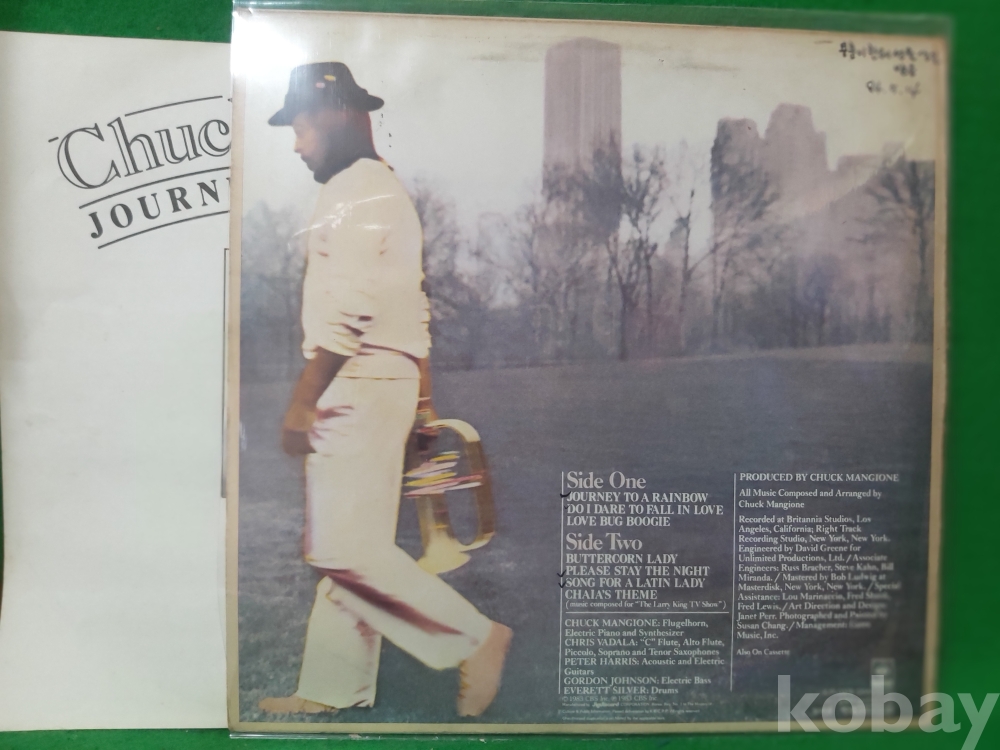 Chuc
JOURN
86.5.14
Side One
JOURNEY TO A RAINBOW
DO I DARE TO FALL IN LOVE
LOVE BUG BOOGIE
Side Two
BUTTERCORN LADY
PLEASE STAY THE NIGHT
SONG FOR A LATIN LADY
CHAIA'S THEME
(music composed for "The Larry King TV Show")
CHUCK MANGIONE: Flugelhorn,
Electric Piano and Synthesizer
CHRIS VADALA: "C" Flute, Alto Flute,
Piccolo, Soprano and Tenor Saxophones
PETER HARRIS: Acoustic and Electric
Guitars
GORDON JOHNSON: Electric Bass
EVERETT SILVER: Drums
PRODUCED BY CHUCK MANGIONE
All Music Composed and Arranged by
Chuck Mangione
Recorded at Britannia Studios, Los
Angeles, California; Right Track
Recording Studio, New York, New York.
Engineered by David Greene for
Unlimited Productions, Ltd. / Associate
Engineers: Russ Bracher, Steve Kahn, Bill
Miranda. / Mastered by Bob Ludwig at
Masterdisk, New York, New York. / Special
Assistance: Lou Marinaccio, Fred
Fred Lewis. / Art Direction and Design:
Janet Perr. Photographed and Painted by
Susan Chang. / Management:
Music, Inc.
Also On Cassette
kobay